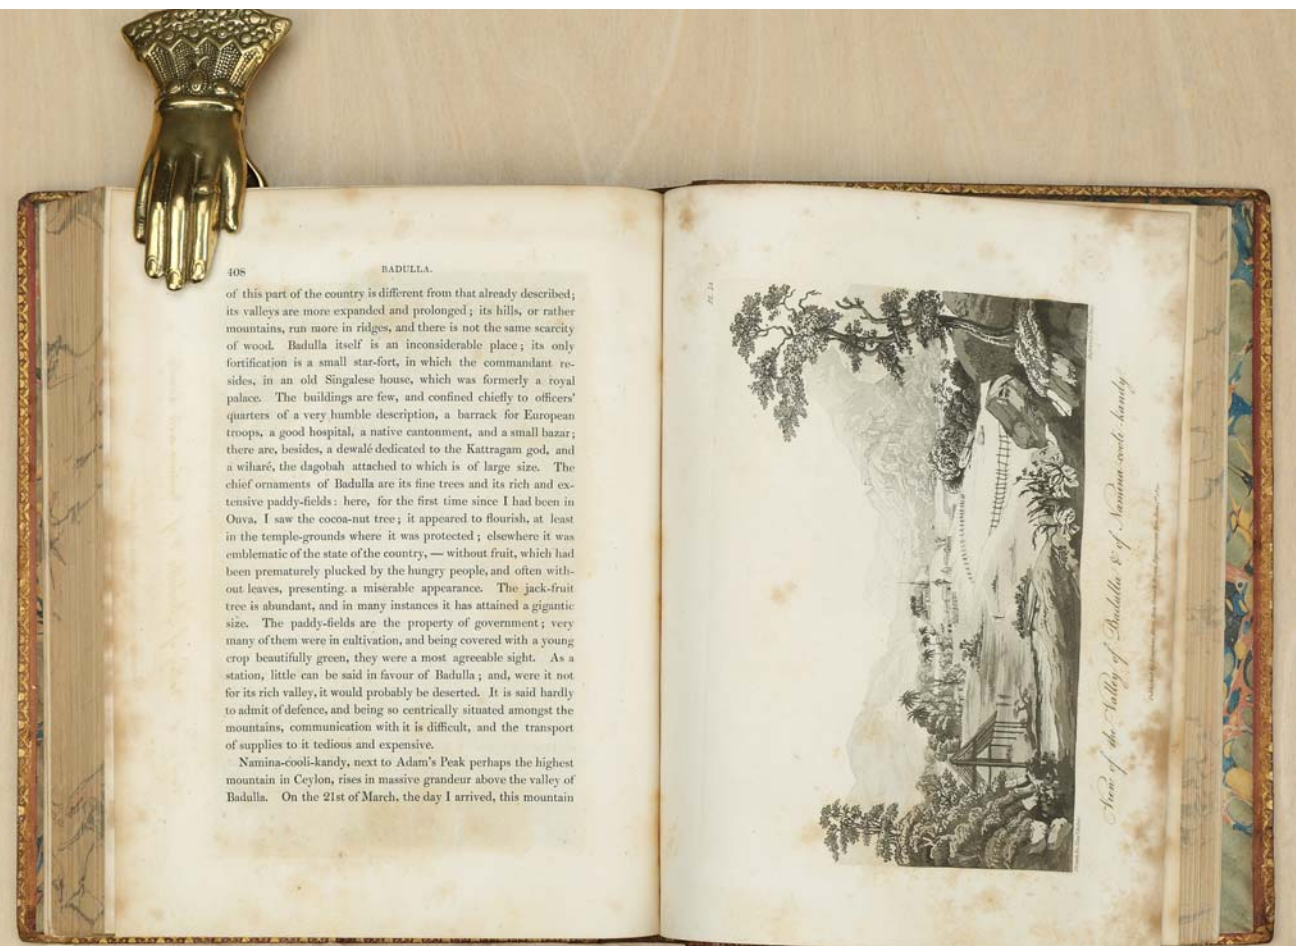 408
BADULLA.
of this part of the country is different from that already described;
its valleys are more expanded and prolonged; its hills, or rather
mountains, run more in ridges, and there is not the same scarcity
of wood. Badulla itself is an inconsiderable place; its only
fortification is a small star-fort, in which the commandant re-
sides, in an old Singalese house, which was formerly a royal
palace. The buildings are few, and confined chiefly to officers'
quarters of a very humble description, a barrack for European
troops, a good hospital, a native cantonment, and a small bazar;
there are, besides, a dewalé dedicated to the Kattragam god, and
a wiharé, the dagobah attached to which is of large size. The
chief ornaments of Badulla are its fine trees and its rich and ex-
tensive paddy-fields: here, for the first time since I had been in
Ouva, I saw the cocoa-nut tree; it appeared to flourish, at least
in the temple-grounds where it was protected; elsewhere it was
emblematic of the state of the country, — without fruit, which had
been prematurely plucked by the hungry people, and often with-
out leaves, presenting. a miserable appearance. The jack-fruit
tree is abundant, and in many instances it has attained a gigantic
size. The paddy-fields are the property of government; very
many of them were in cultivation, and being covered with a young
crop beautifully green, they were a most agreeable sight. As a
station, little can be said in favour of Badulla; and, were it not
for its rich valley, it would probably be deserted. It is said hardly
to admit of defence, and being so centrically situated amongst the
mountains, communication with it is difficult, and the transport
of supplies to it tedious and expensive.
Namina-cooli-kandy, next to Adam's Peak perhaps the highest
mountain in Ceylon, rises in massive grandeur above the valley of
Badulla. On the 21st of March, the day I arrived, this mountain
View of the Valley of Badulla & of Namina-cooli-kandy